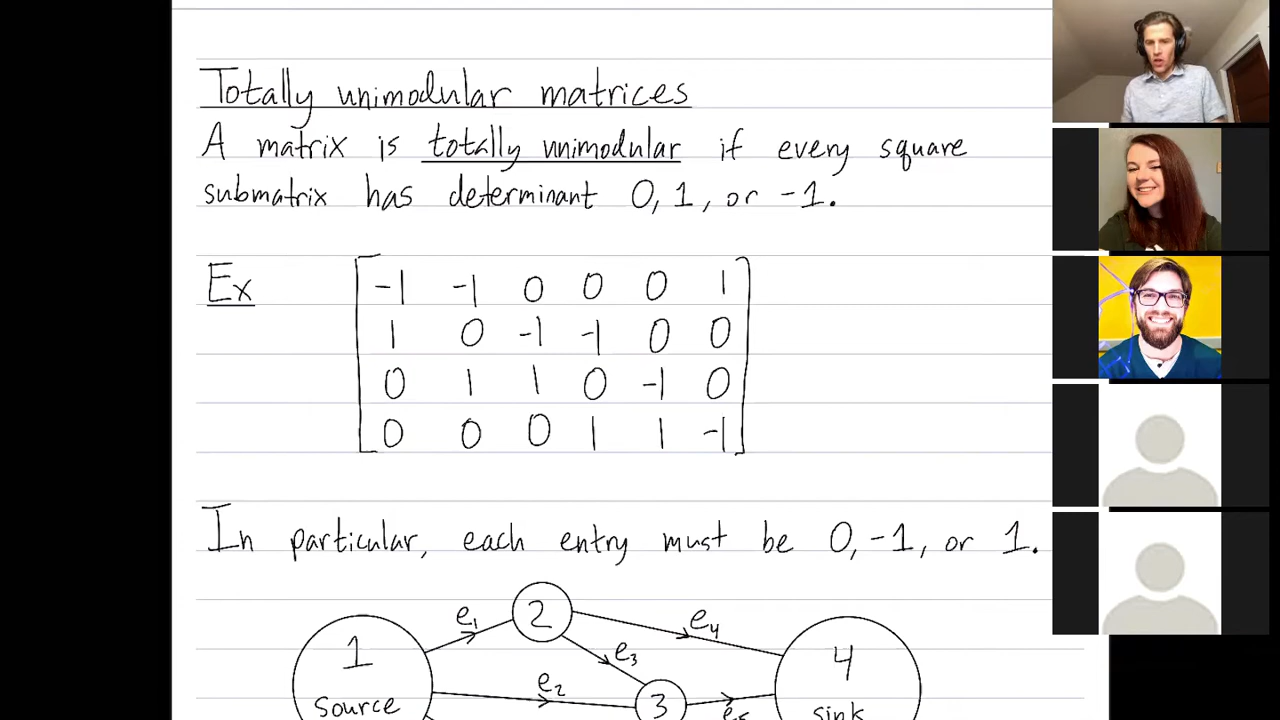 Totally unimodular matrices
A matrix is totally unimodular if every square
submatrix has determinant 0, 1, or -1.
Ex
-1 -1 0 0 0 1
1 0 -1 -1 0 0
0 1 1 0 -1 0
0 0 0 1 1 -1
In particular, each entry must be 0, -1, or 1.
e1 2 e4
1 e3 4
e2
source 3 e5 sink